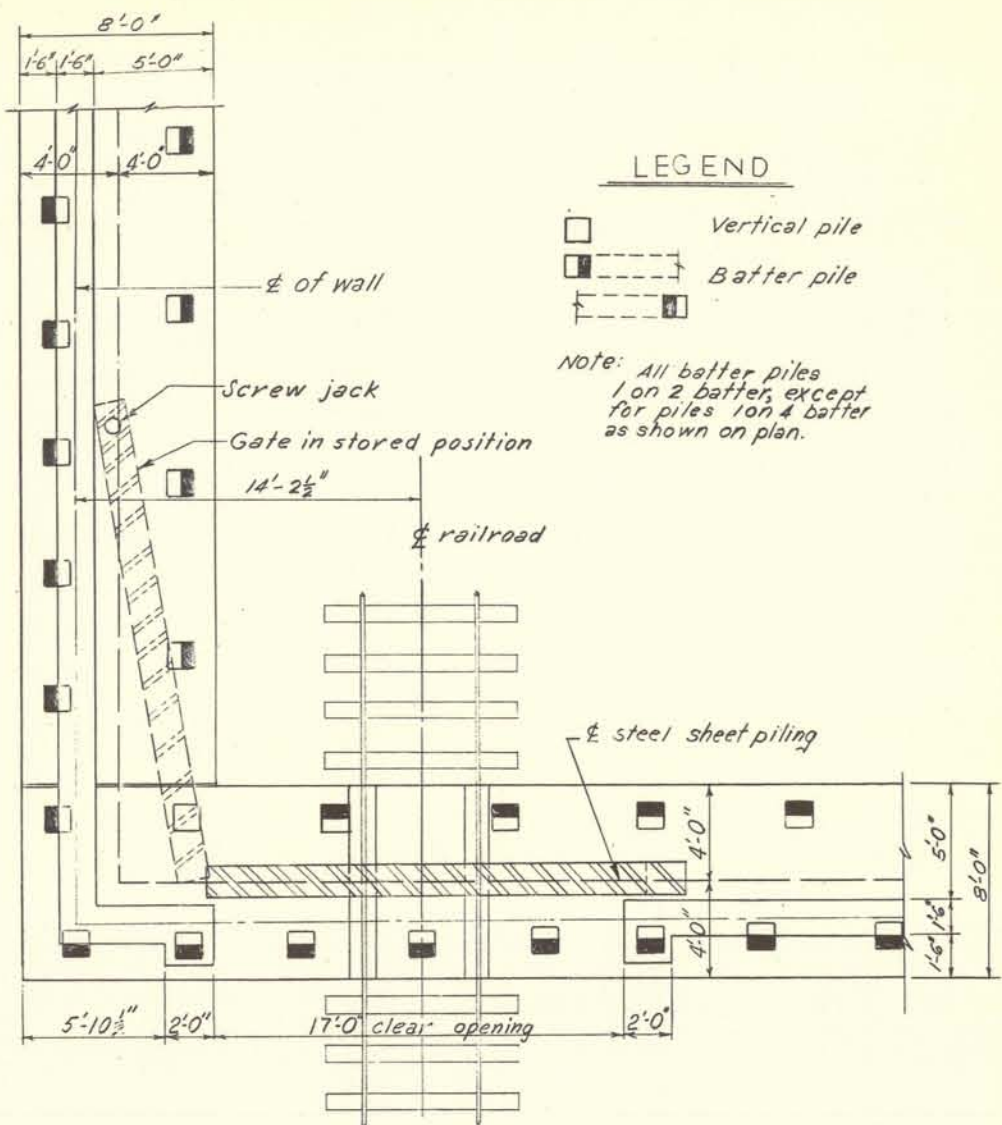 8'-0"
1'-6" 1'-6" 5'-0"
4'-0" 4'-0"
LEGEND
Vertical pile
Batter pile
℄ of wall
Note: All batter piles
1 on 2 batter, except
for piles 1 on 4 batter
as shown on plan.
Screw jack
Gate in stored position
14'-2½"
℄ railroad
℄ steel sheet piling
4'-0" 5'-0"
8'-0"
4'-0" 1'-6" 1'-6"
5'-10½" 2'-0" 17'-0" clear opening 2'-0"